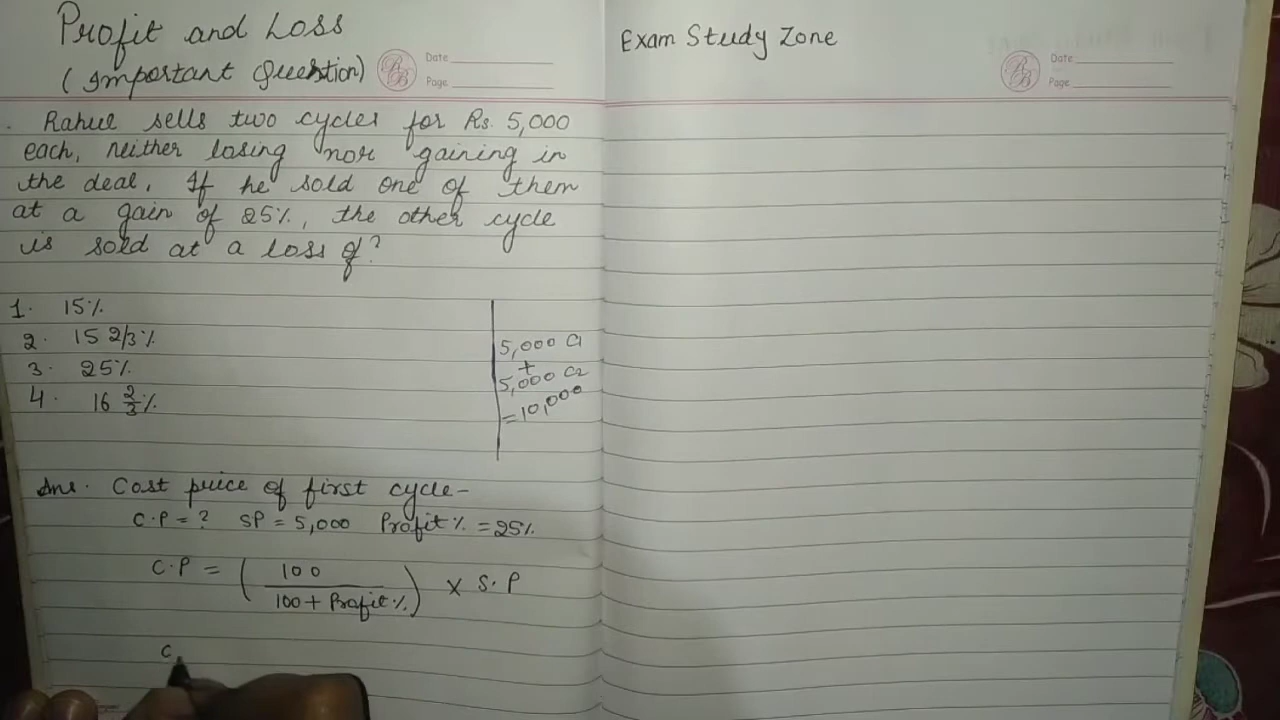 Profit and Loss
(Important Question)
Date
Page
Rahul sells two cycles for Rs. 5,000
each, neither losing nor gaining in
the deal. If he sold one of them
at a gain of 25%, the other cycle
is sold at a loss of?
1. 15%
2. 15 2/3%
3. 25%
4. 16 2/3%
5,000 C1
+
5,000 C2
=10,000
Ans. Cost price of first cycle-
C.P = ? SP = 5,000 Profit% = 25%
C.P = (100 / 100 + Profit%) x S.P
C
Exam Study Zone
Date
Page